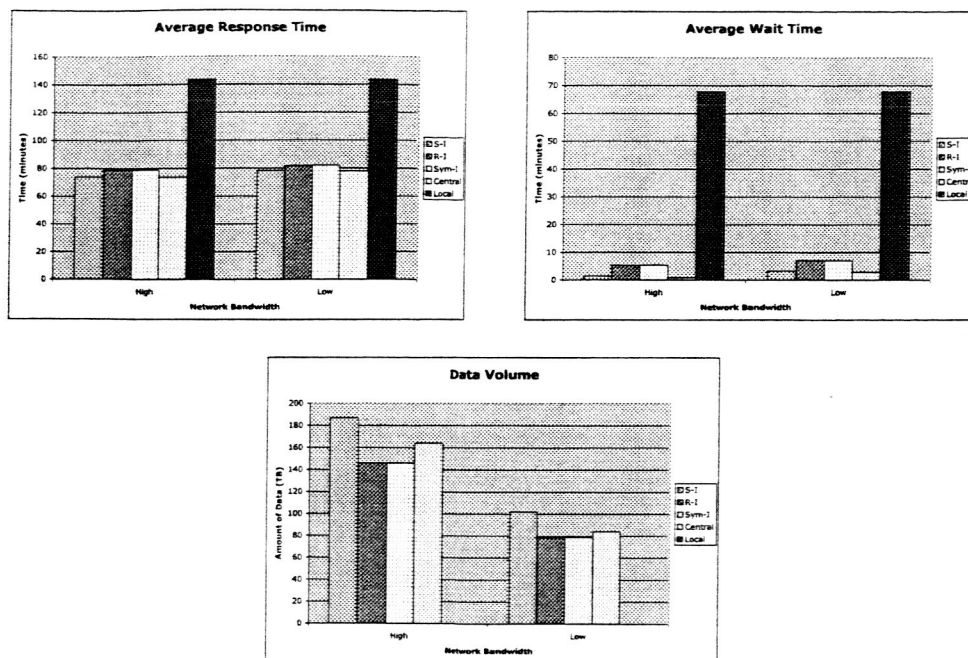 Average Response Time
160
140
120
100
80
60
40
20
0
Time (minutes)
High
Low
Network Bandwidth
S-I
R-I
Sym-I
Central
Local
Average Wait Time
80
70
60
50
40
30
20
10
0
Time (minutes)
High
Low
Network Bandwidth
S-I
R-I
Sym-I
Central
Local
Data Volume
200
180
160
140
120
100
80
60
40
20
0
Amount of Data (TB)
High
Low
Network Bandwidth
S-I
R-I
Sym-I
Central
Local